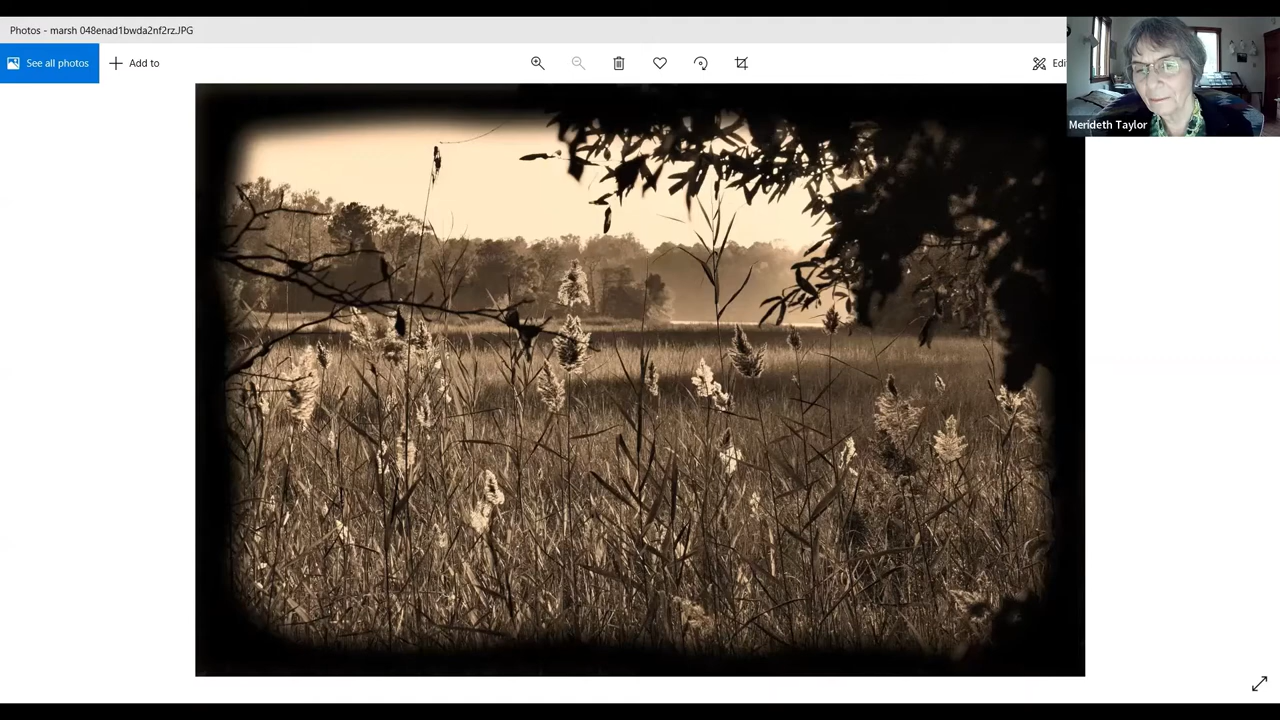 Photos - marsh 048enad1bwda2nf2rz.JPG
See all photos
Add to
Edi
Merideth Taylor